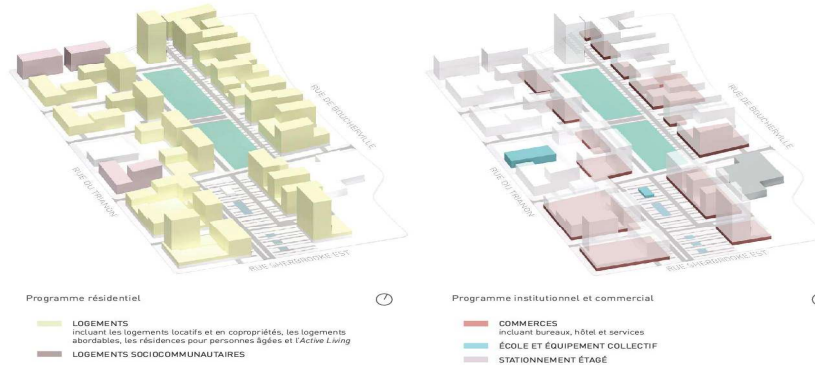 RUE DE BOUCHERVILLE
RUE DU TRIANON
RUE SHERBROOKE EST
Programme résidentiel
LOGEMENTS
incluant les logements locatifs et en copropriétés, les logements
abordables, les résidences pour personnes âgées et l'Active Living
LOGEMENTS SOCIOCOMMUNAUTAIRES
RUE DE BOUCHERVILLE
RUE DU TRIANON
RUE SHERBROOKE EST
Programme institutionnel et commercial
COMMERCES
incluant bureaux, hôtel et services
ÉCOLE ET ÉQUIPEMENT COLLECTIF
STATIONNEMENT ÉTAGÉ